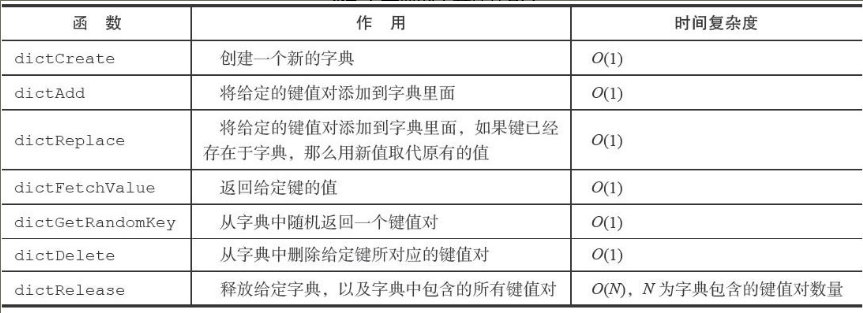 函 数 作 用 时间复杂度
dictCreate 创建一个新的字典 O(1)
dictAdd 将给定的键值对添加到字典里面 O(1)
dictReplace 将给定的键值对添加到字典里面，如果键已经 O(1)
存在于字典，那么用新值取代原有的值
dictFetchValue 返回给定键的值 O(1)
dictGetRandomKey 从字典中随机返回一个键值对 O(1)
dictDelete 从字典中删除给定键所对应的键值对 O(1)
dictRelease 释放给定字典，以及字典中包含的所有键值对 O(N)，N 为字典包含的键值对数量